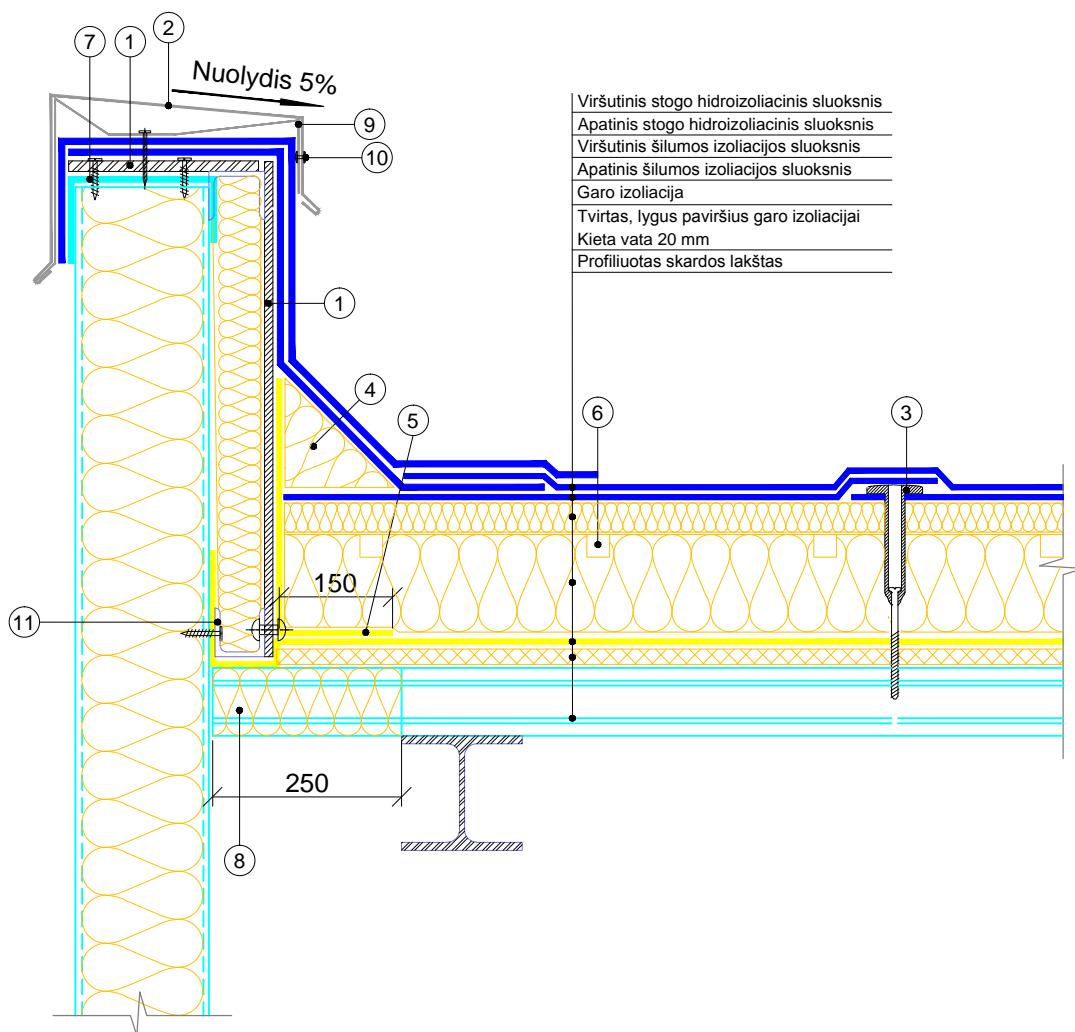 2
7
1
Nuolydis 5%
9
10
Viršutinis stogo hidroizoliacinis sluoksnis
Apatinis stogo hidroizoliacinis sluoksnis
Viršutinis šilumos izoliacijos sluoksnis
Apatinis šilumos izoliacijos sluoksnis
Garo izoliacija
Tvirtas, lygus paviršius garo izoliacijai
Kieta vata 20 mm
Profiliuotas skardos lakštas
1
4
5
6
3
150
11
250
8